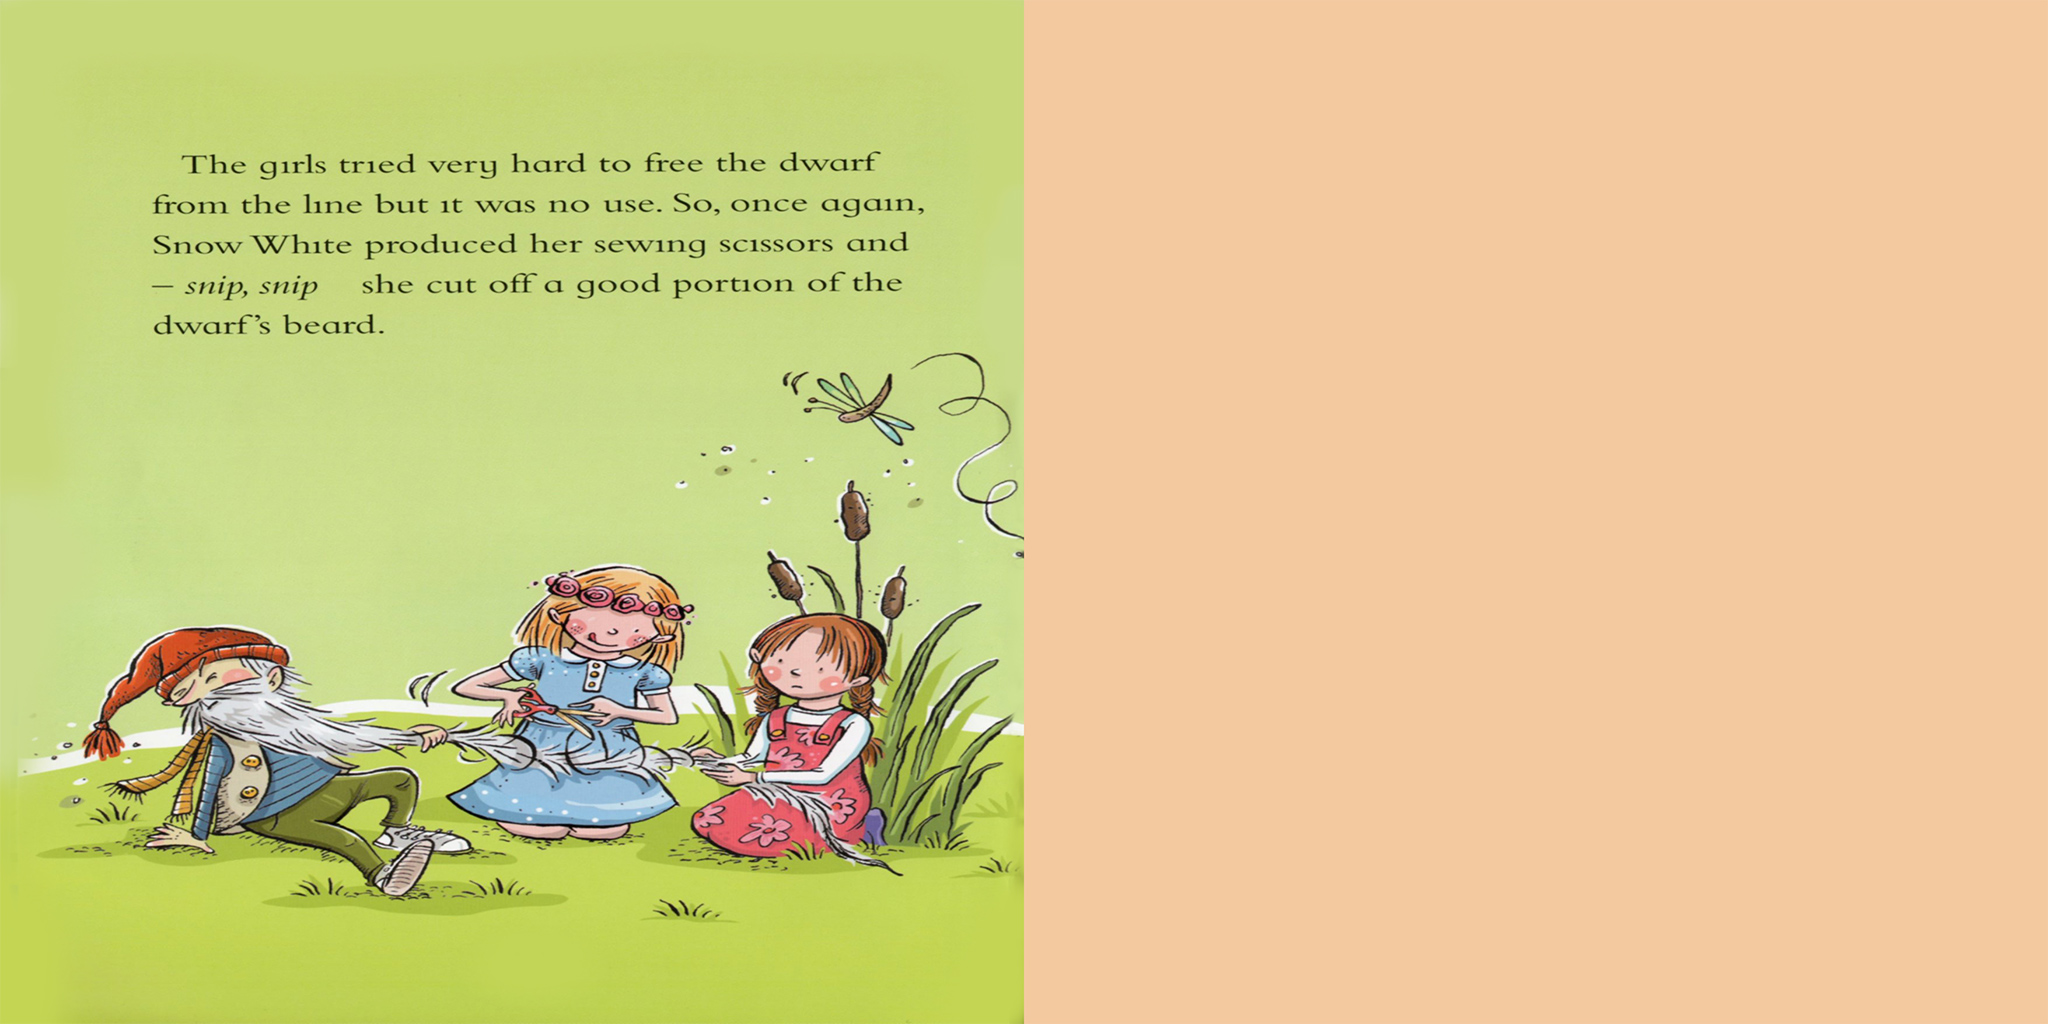 The girls tried very hard to free the dwarf
from the line but it was no use. So, once again,
Snow White produced her sewing scissors and
– snip, snip she cut off a good portion of the
dwarf’s beard.